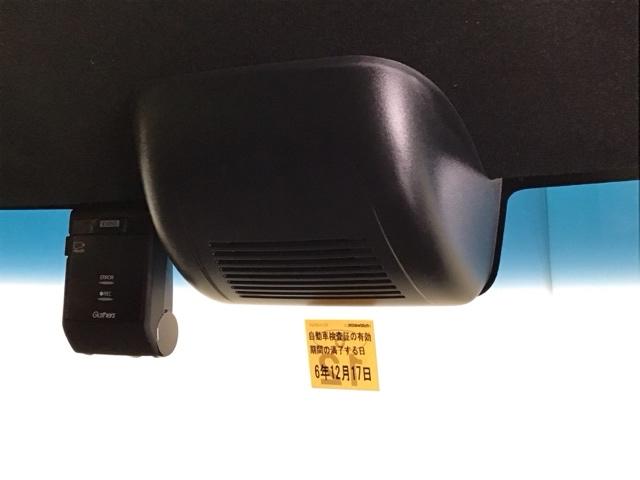 ERROR
REC
Gathers
自動車検査証の有効
期間の満了する日
6年12月17日